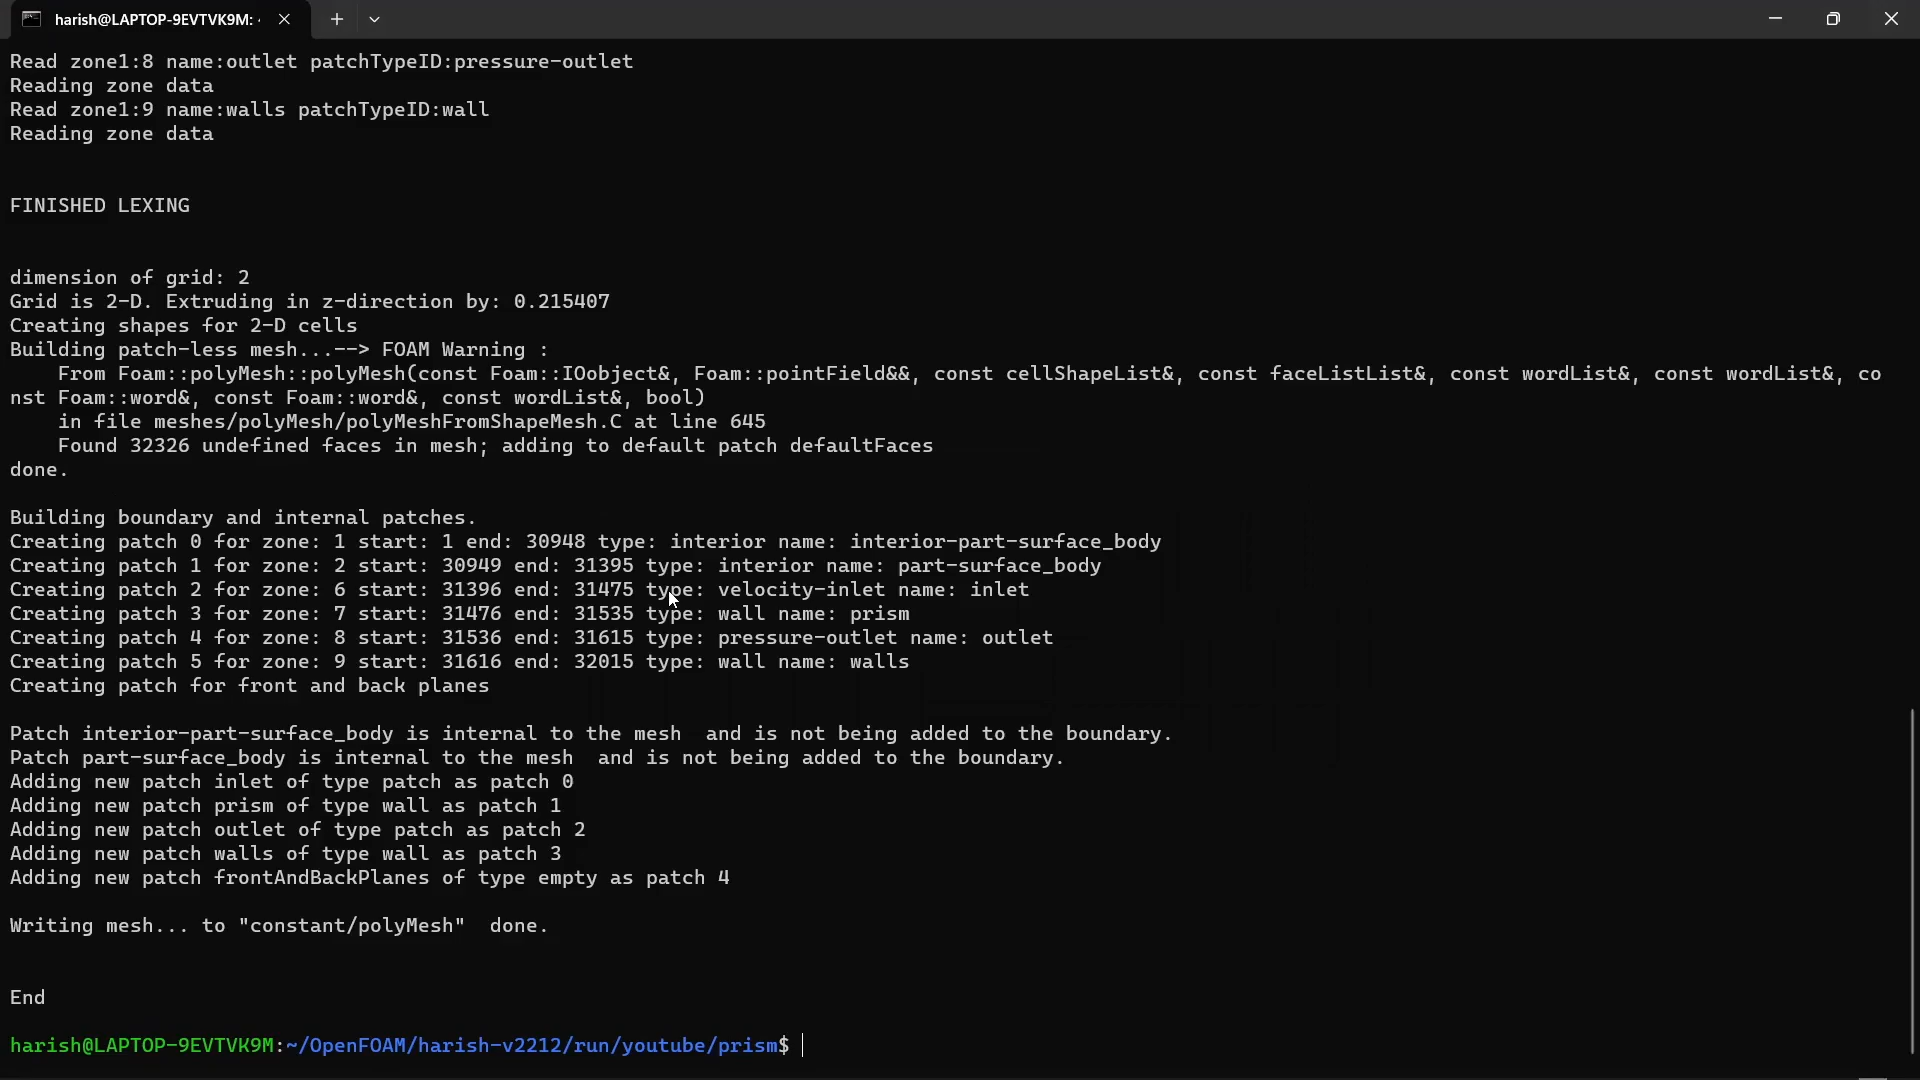 harish@LAPTOP-9EVTVK9M: ~
Read zone1:8 name:outlet patchTypeID:pressure-outlet
Reading zone data
Read zone1:9 name:walls patchTypeID:wall
Reading zone data
FINISHED LEXING
dimension of grid: 2
Grid is 2-D. Extruding in z-direction by: 0.215407
Creating shapes for 2-D cells
Building patch-less mesh...--> FOAM Warning :
From Foam::polyMesh::polyMesh(const Foam::IOobject&, Foam::pointField&&, const cellShapeList&, const faceListList&, const wordList&, const wordList&, co
nst Foam::word&, const Foam::word&, const wordList&, bool)
in file meshes/polyMesh/polyMeshFromShapeMesh.C at line 645
Found 32326 undefined faces in mesh; adding to default patch defaultFaces
done.
Building boundary and internal patches.
Creating patch 0 for zone: 1 start: 1 end: 30948 type: interior name: interior-part-surface_body
Creating patch 1 for zone: 2 start: 30949 end: 31395 type: interior name: part-surface_body
Creating patch 2 for zone: 6 start: 31396 end: 31475 type: velocity-inlet name: inlet
Creating patch 3 for zone: 7 start: 31476 end: 31535 type: wall name: prism
Creating patch 4 for zone: 8 start: 31536 end: 31615 type: pressure-outlet name: outlet
Creating patch 5 for zone: 9 start: 31616 end: 32015 type: wall name: walls
Creating patch for front and back planes
Patch interior-part-surface_body is internal to the mesh  and is not being added to the boundary.
Patch part-surface_body is internal to the mesh  and is not being added to the boundary.
Adding new patch inlet of type patch as patch 0
Adding new patch prism of type wall as patch 1
Adding new patch outlet of type patch as patch 2
Adding new patch walls of type wall as patch 3
Adding new patch frontAndBackPlanes of type empty as patch 4
Writing mesh... to "constant/polyMesh"  done.
End
harish@LAPTOP-9EVTVK9M:~/OpenFOAM/harish-v2212/run/youtube/prism$